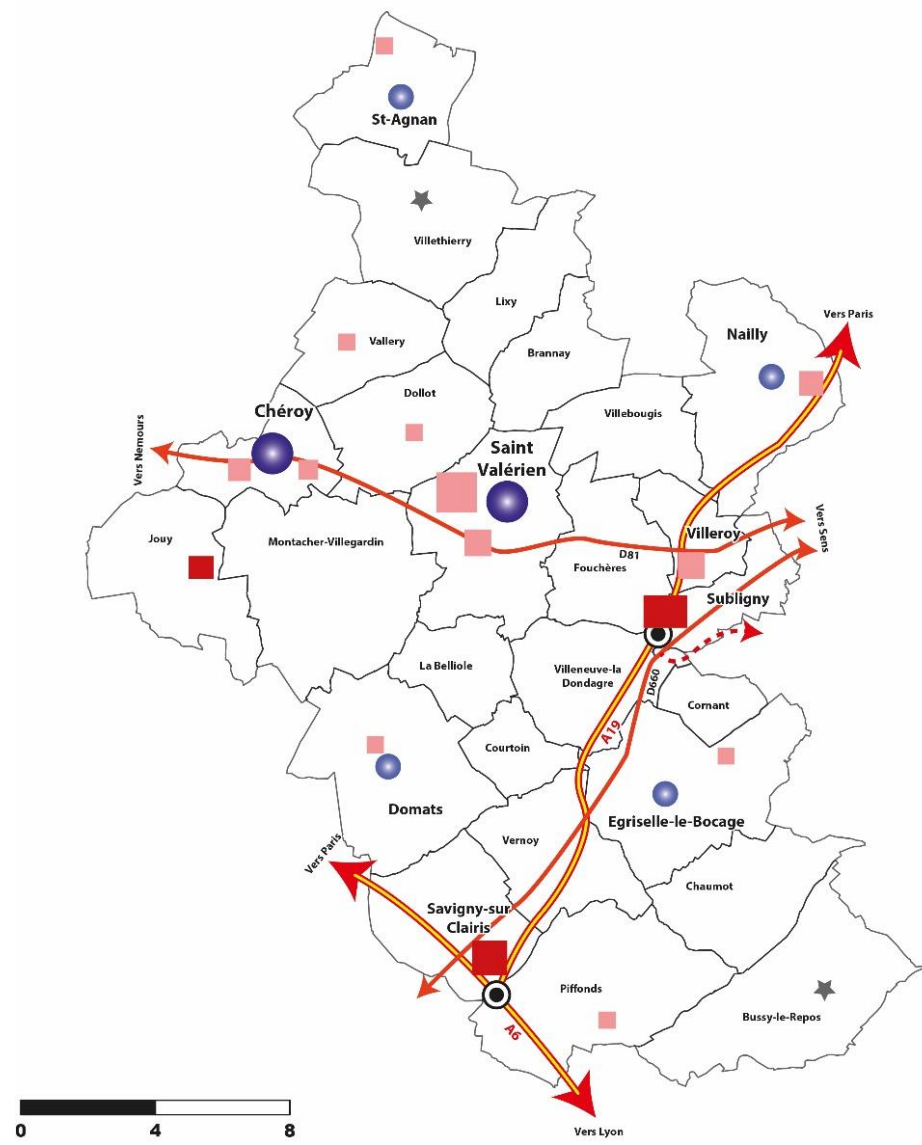 St-Agnan
Villethierry
Lixy
Vers Paris
Nailly
Vallery
Brannay
Dollot
Villebougis
Chéroy
Vers Nemours
Saint
Valérien
Vers Sens
Villeroy
Jouy
Montacher-Villegardin
D81
Fouchères
Subligny
La Belliole
Villeneuve-la
Dondagre
D660
Cornant
A19
Courtoin
Domats
Egriselle-le-Bocage
Vers Paris
Vernoy
Chaumot
Savigny-sur
Clairis
Piffonds
Bussy-le-Repos
A6
Vers Lyon
0 4 8